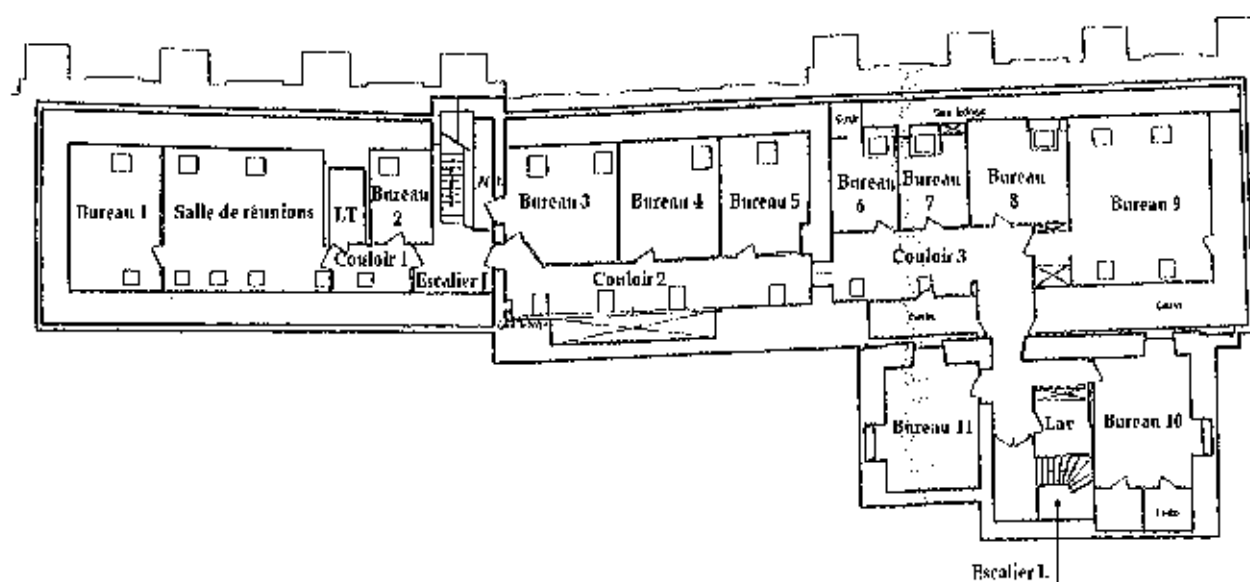 Bureau 1
Salle de réunions
LT
Bureau
2
Couloir 1
Escalier I
Bureau 3
Bureau 4
Bureau 5
Couloir 2
Bureau
6
Bureau
7
Bureau
8
Bureau 9
Couloir 3
Bureau 11
Lav
Bureau 10
Escalier L